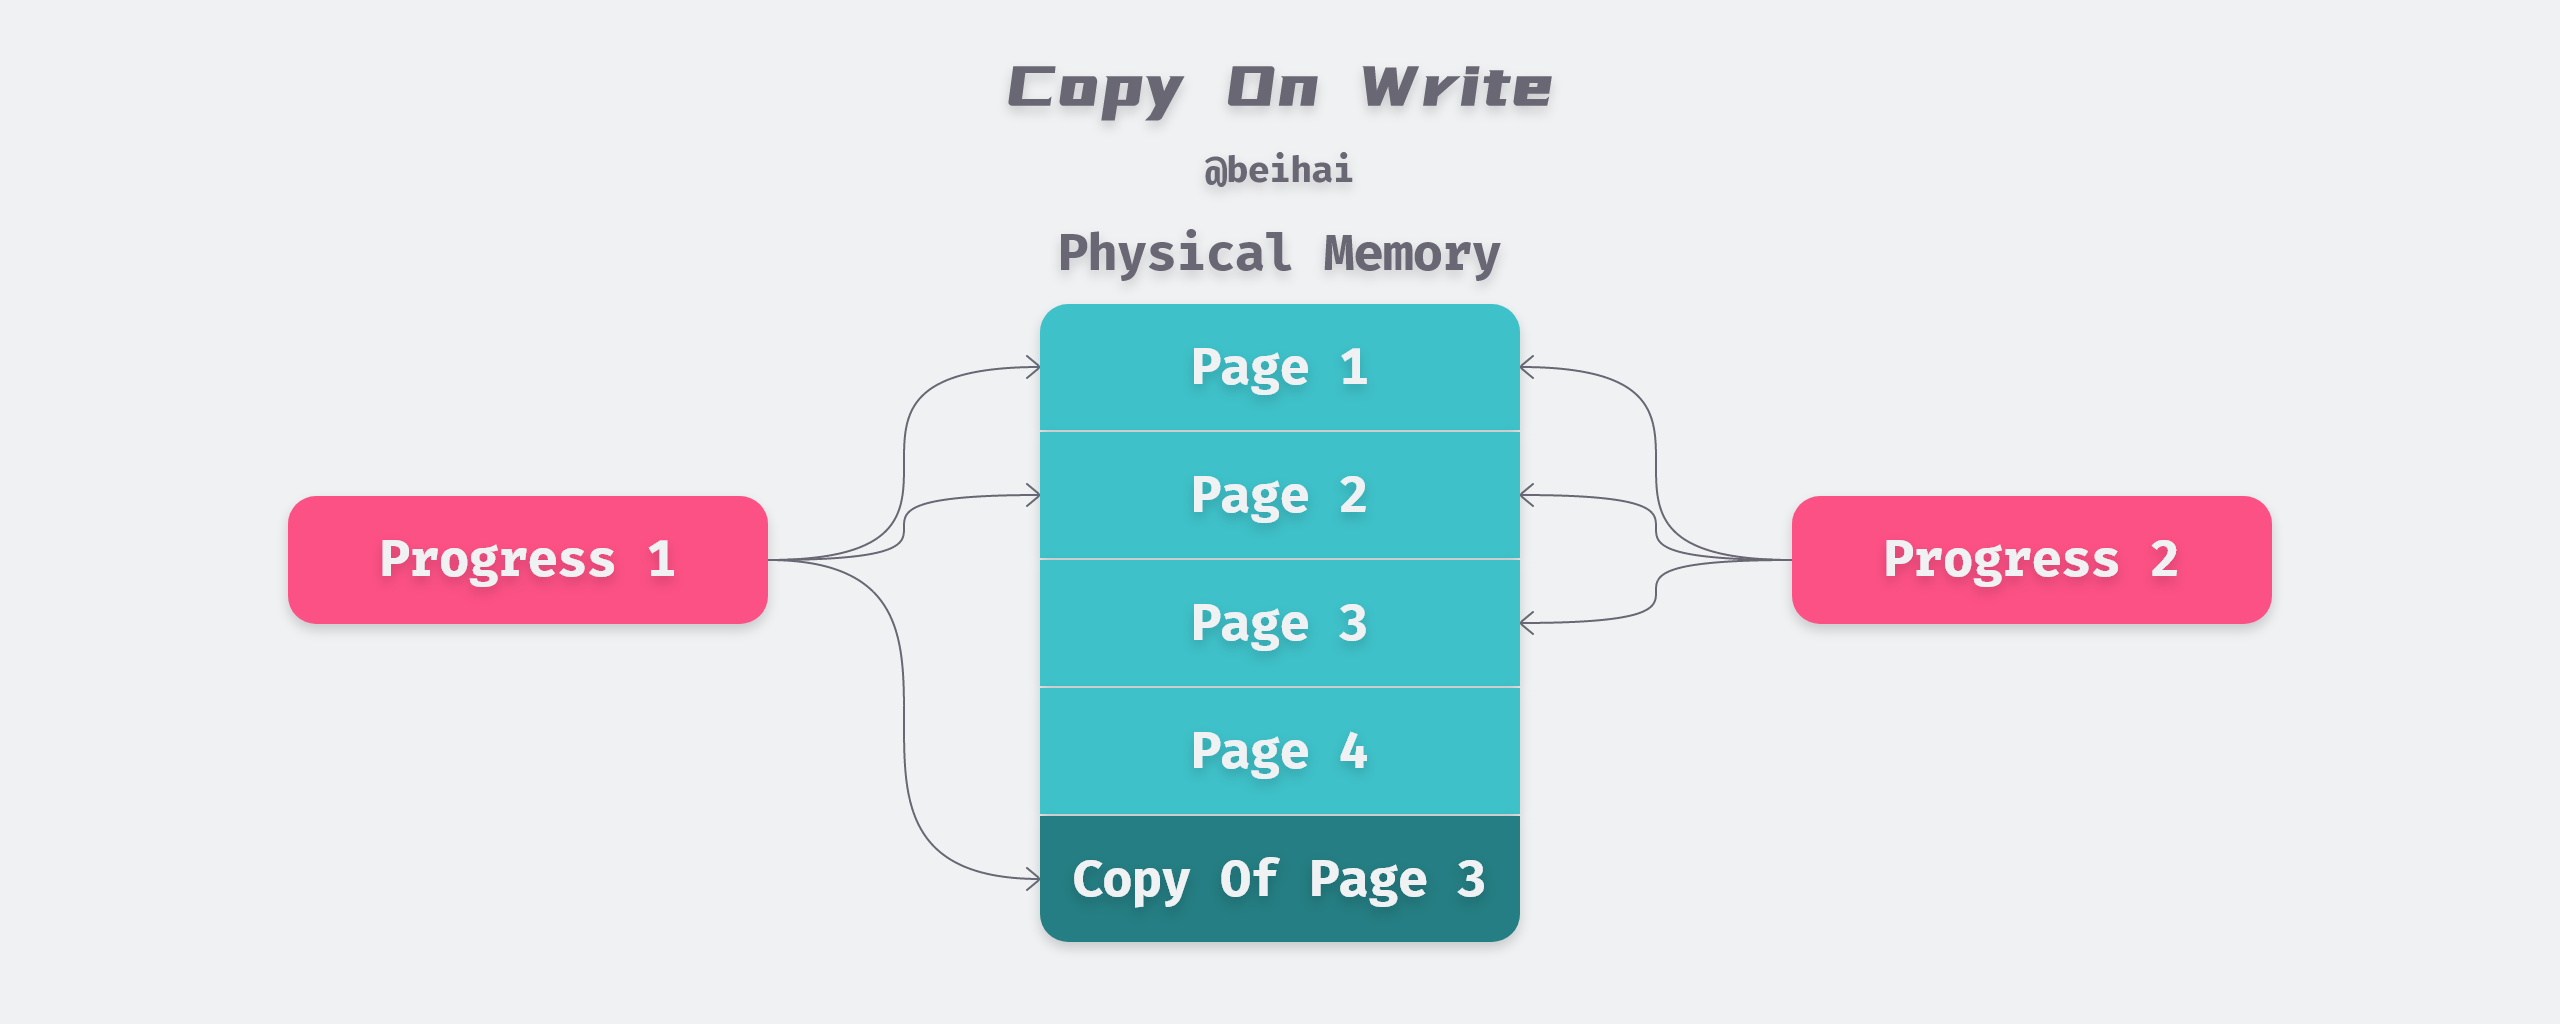 Copy On Write
@beihai
Physical Memory
Page 1
Page 2
Progress 1
Progress 2
Page 3
Page 4
Copy Of Page 3